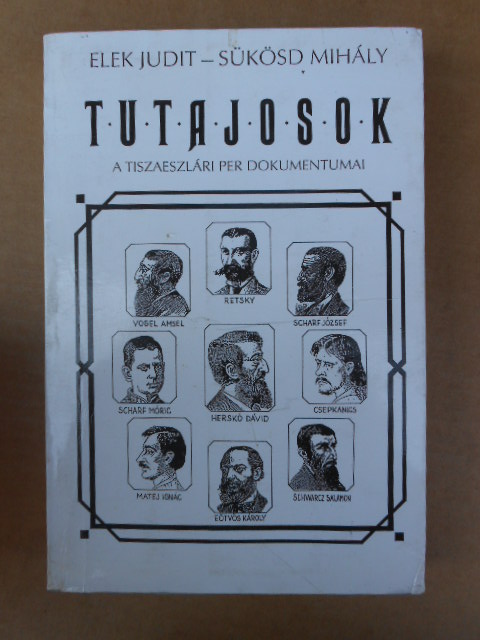 ELEK JUDIT – SÜKÖSD MIHÁLY
T·U·T·A·J·O·S·O·K
A TISZAESZLÁRI PER DOKUMENTUMAI
RETSKY
VOGEL AMSEL
SCHARF JÓZSEF
SCHARF MÓRIC
HERSKÓ DÁVID
CSEPKANICS
MATEJ IGNÁC
EÖTVÖS KÁROLY
SCHWARCZ SALAMON